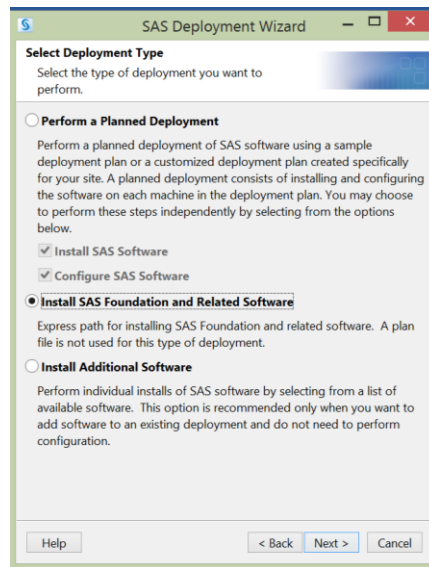 SAS Deployment Wizard
Select Deployment Type
Select the type of deployment you want to
perform.
Perform a Planned Deployment
Perform a planned deployment of SAS software using a sample
deployment plan or a customized deployment plan created specifically
for your site. A planned deployment consists of installing and configuring
the software on each machine in the deployment plan. You may choose
to perform these steps independently by selecting from the options
below.
Install SAS Software
Configure SAS Software
Install SAS Foundation and Related Software
Express path for installing SAS Foundation and related software. A plan
file is not used for this type of deployment.
Install Additional Software
Perform individual installs of SAS software by selecting from a list of
available software. This option is recommended only when you want to
add software to an existing deployment and do not need to perform
configuration.
Help < Back Next > Cancel